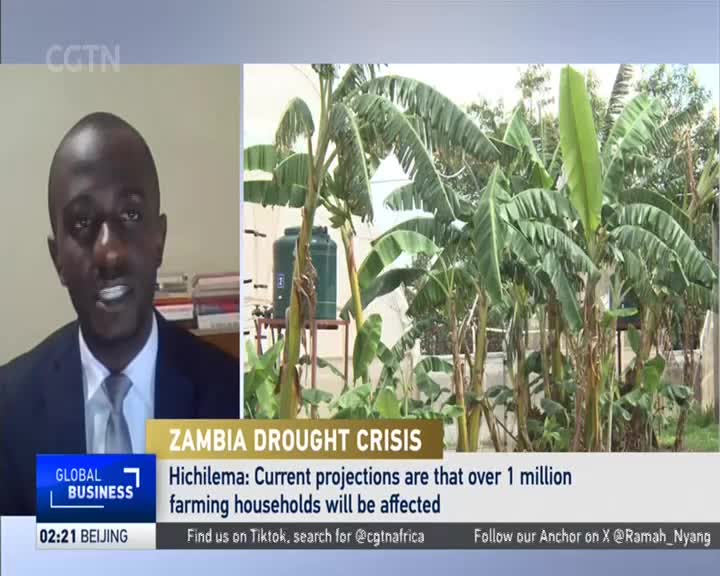 CGTN
ZAMBIA DROUGHT CRISIS
Hichilema: Current projections are that over 1 million
farming households will be affected
GLOBAL
BUSINESS
02:21 BEIJING
Find us on Tiktok, search for @cgtnafrica
Follow our Anchor on X @Ramah_Nyang